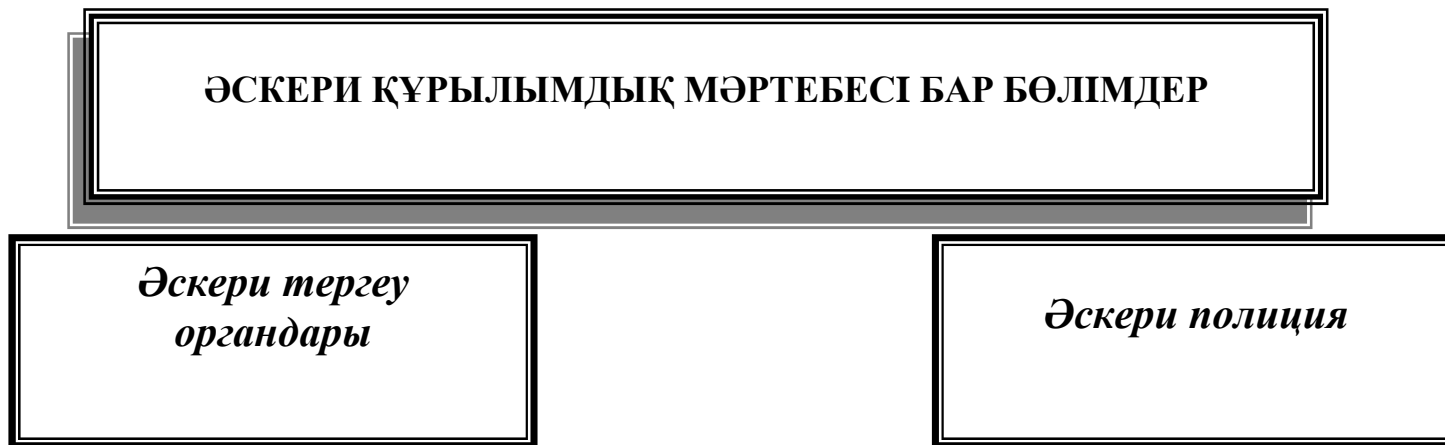 ӘСКЕРИ ҚҰРЫЛЫМДЫҚ МӘРТЕБЕСІ БАР БӨЛІМДЕР
Әскери тергеу
органдары
Әскери полиция